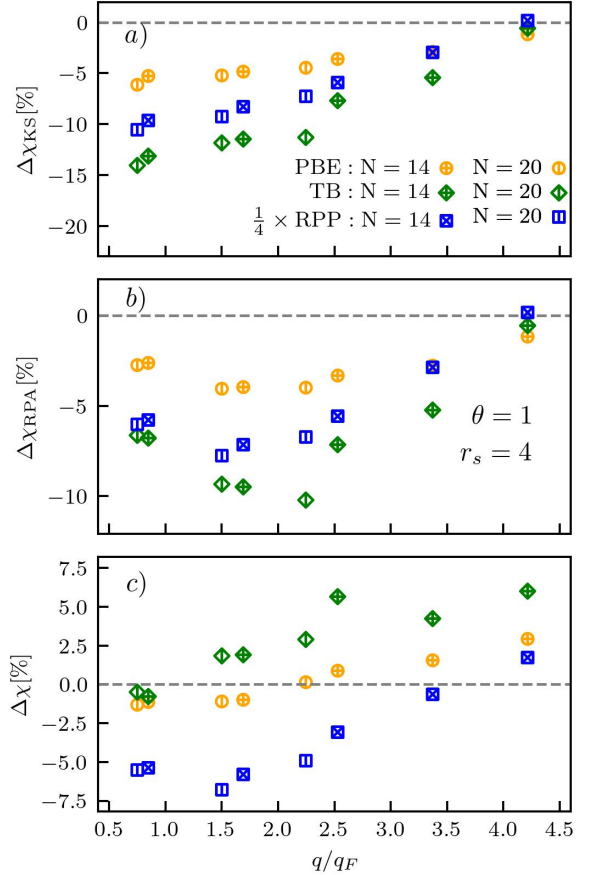 a)
Δχ_KS[%]
0
−5
−10
−15
−20
PBE : N = 14 N = 20
TB : N = 14 N = 20
1/4 × RPP : N = 14 N = 20
b)
Δχ_RPA[%]
0
−5
−10
θ = 1
r_s = 4
c)
Δχ[%]
7.5
5.0
2.5
0.0
−2.5
−5.0
−7.5
0.5 1.0 1.5 2.0 2.5 3.0 3.5 4.0 4.5
q/q_F